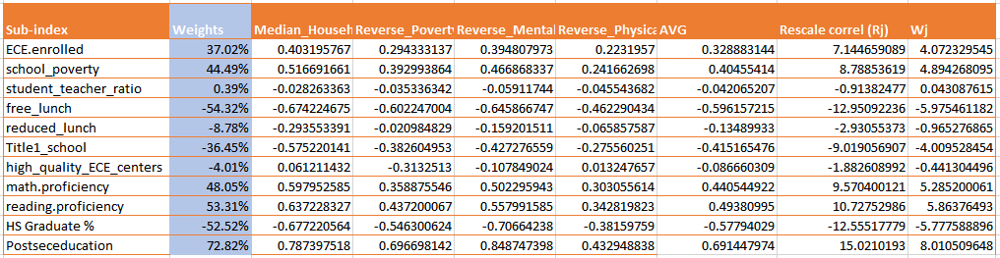 Sub-index Weights Median_Househ Reverse_Povert Reverse_Mental Reverse_Physica AVG Rescale correl (Rj) Wj
ECE.enrolled 37.02% 0.403195767 0.294333137 0.394807973 0.2231957 0.328883144 7.144659089 4.072329545
school_poverty 44.49% 0.516691661 0.392993864 0.466868337 0.241662698 0.40455414 8.78853619 4.894268095
student_teacher_ratio 0.39% -0.028263363 -0.035336342 -0.05911744 -0.045543682 -0.042065207 -0.91382477 0.043087615
free_lunch -54.32% -0.674224675 -0.602247004 -0.645866747 -0.462290434 -0.596157215 -12.95092236 -5.975461182
reduced_lunch -8.78% -0.293553391 -0.020984829 -0.159201511 -0.065857587 -0.13489933 -2.93055373 -0.965276865
Title1_school -36.45% -0.575220141 -0.382604953 -0.427276559 -0.275560251 -0.415165476 -9.019056907 -4.009528454
high_quality_ECE_centers -4.01% 0.061211432 -0.3132513 -0.107849024 0.013247657 -0.086660309 -1.882608992 -0.441304496
math.proficiency 48.05% 0.597952585 0.358875546 0.502295943 0.303055614 0.440544922 9.570400121 5.285200061
reading.proficiency 53.31% 0.637228327 0.437200067 0.557991585 0.342819823 0.49380995 10.72752986 5.86376493
HS Graduate % -52.52% -0.677220564 -0.546300624 -0.70664238 -0.38159759 -0.57794029 -12.55517779 -5.777588896
Postseceducation 72.82% 0.787397518 0.696698142 0.848747398 0.432948838 0.691447974 15.0210193 8.010509648